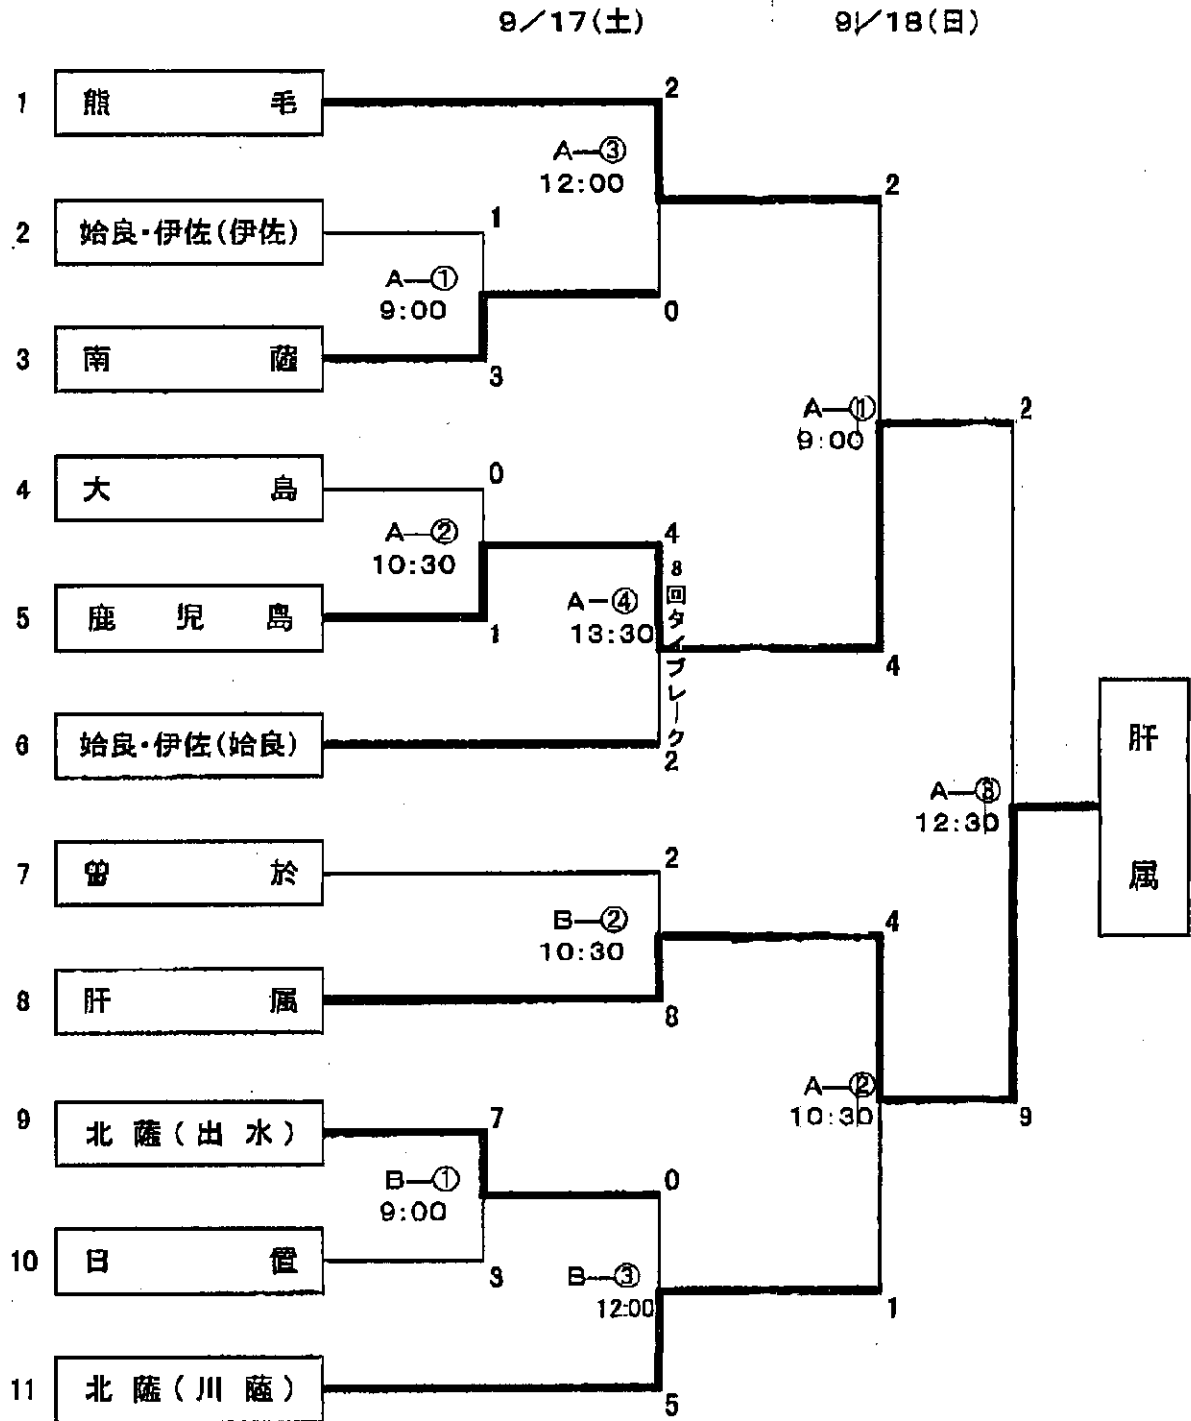 9/17(土) 9/18(日)
1 熊毛 2
A—③
12:00
2 姶良・伊佐(伊佐) 1 2
A—①
9:00 0
3 南薩 3
A—① 2
9:00
4 大島 0
A—② 4
10:30
8回タイブレーク
5 鹿児島 1
A—④
13:30 4
6 姶良・伊佐(姶良) 2
肝属
A—③
12:30
7 曽於 2
B—② 4
10:30
8 肝属 8
A—② 9
10:30
9 北薩(出水) 7
B—① 0
9:00
10 日置 3
B—③
12:00 1
11 北薩(川薩) 5